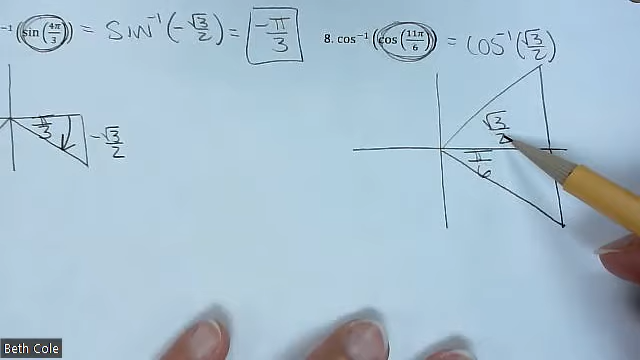 ⁻¹(sin(4π/3)) = sin⁻¹(-√3/2) = -π/3
8. cos⁻¹(cos(11π/6)) = cos⁻¹(√3/2)
π/3 -√3/2
√3/2
π/6
Beth Cole